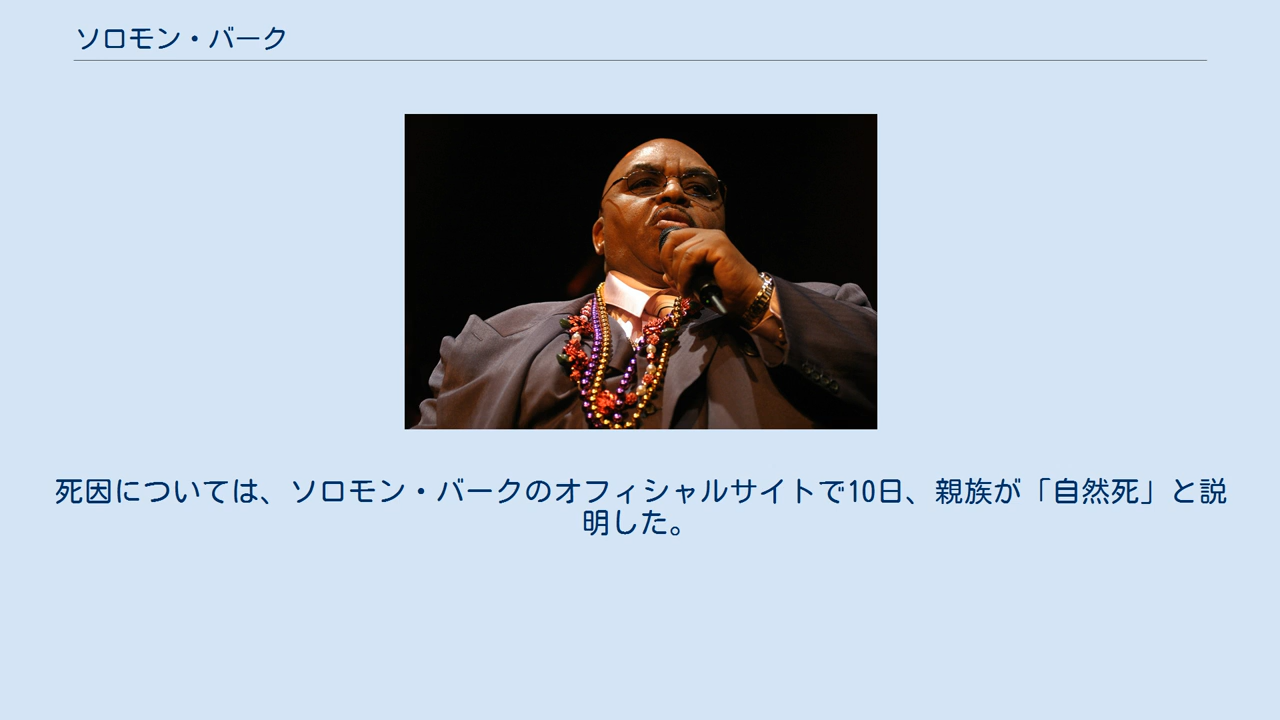 ソロモン・バーク
死因については、ソロモン・バークのオフィシャルサイトで10日、親族が「自然死」と説
明した。